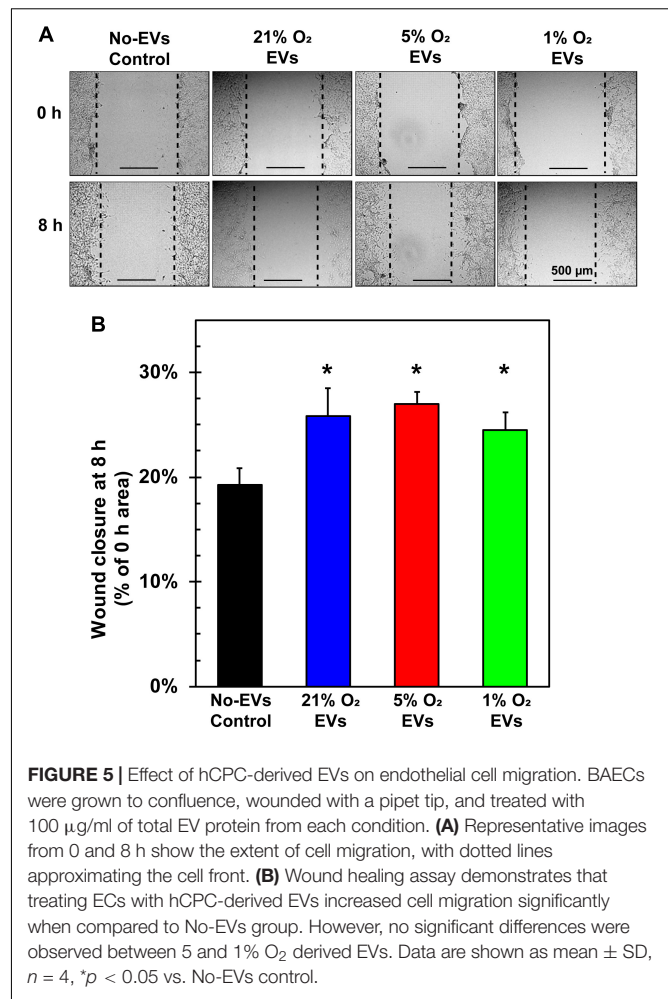 A
No-EVs Control
21% O₂ EVs
5% O₂ EVs
1% O₂ EVs
0 h
8 h
500 µm
B
Wound closure at 8 h
(% of 0 h area)
30%
20%
10%
0%
*
*
*
No-EVs Control
21% O₂ EVs
5% O₂ EVs
1% O₂ EVs
FIGURE 5 | Effect of hCPC-derived EVs on endothelial cell migration. BAECs
were grown to confluence, wounded with a pipet tip, and treated with
100 µg/ml of total EV protein from each condition. (A) Representative images
from 0 and 8 h show the extent of cell migration, with dotted lines
approximating the cell front. (B) Wound healing assay demonstrates that
treating ECs with hCPC-derived EVs increased cell migration significantly
when compared to No-EVs group. However, no significant differences were
observed between 5 and 1% O₂ derived EVs. Data are shown as mean ± SD,
n = 4, *p < 0.05 vs. No-EVs control.